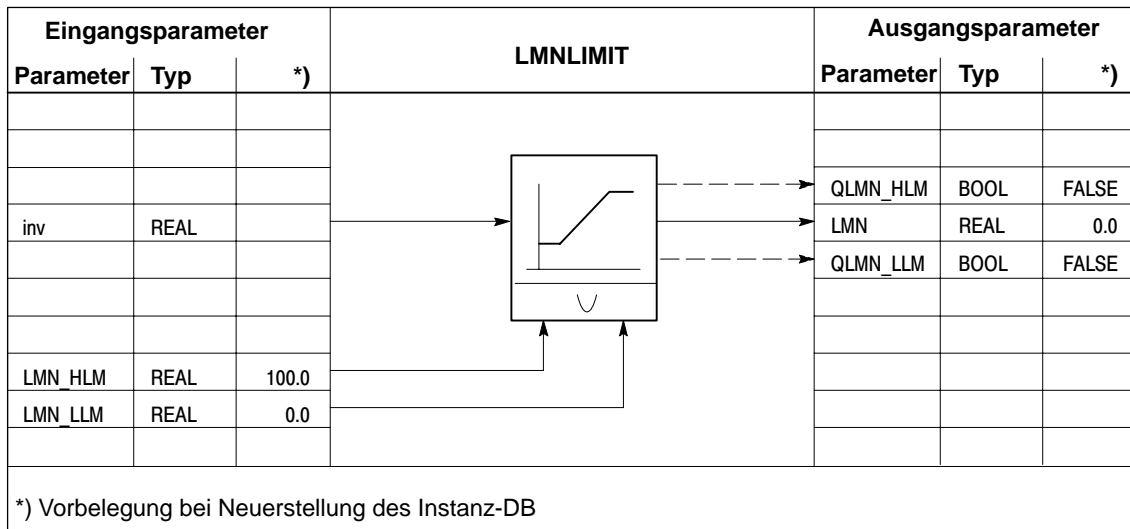 Eingangsparameter
LMNLIMIT
Ausgangsparameter
Parameter Typ *)
Parameter Typ *)
QLMN_HLM BOOL FALSE
inv REAL
LMN REAL 0.0
QLMN_LLM BOOL FALSE
LMN_HLM REAL 100.0
LMN_LLM REAL 0.0
*) Vorbelegung bei Neuerstellung des Instanz-DB